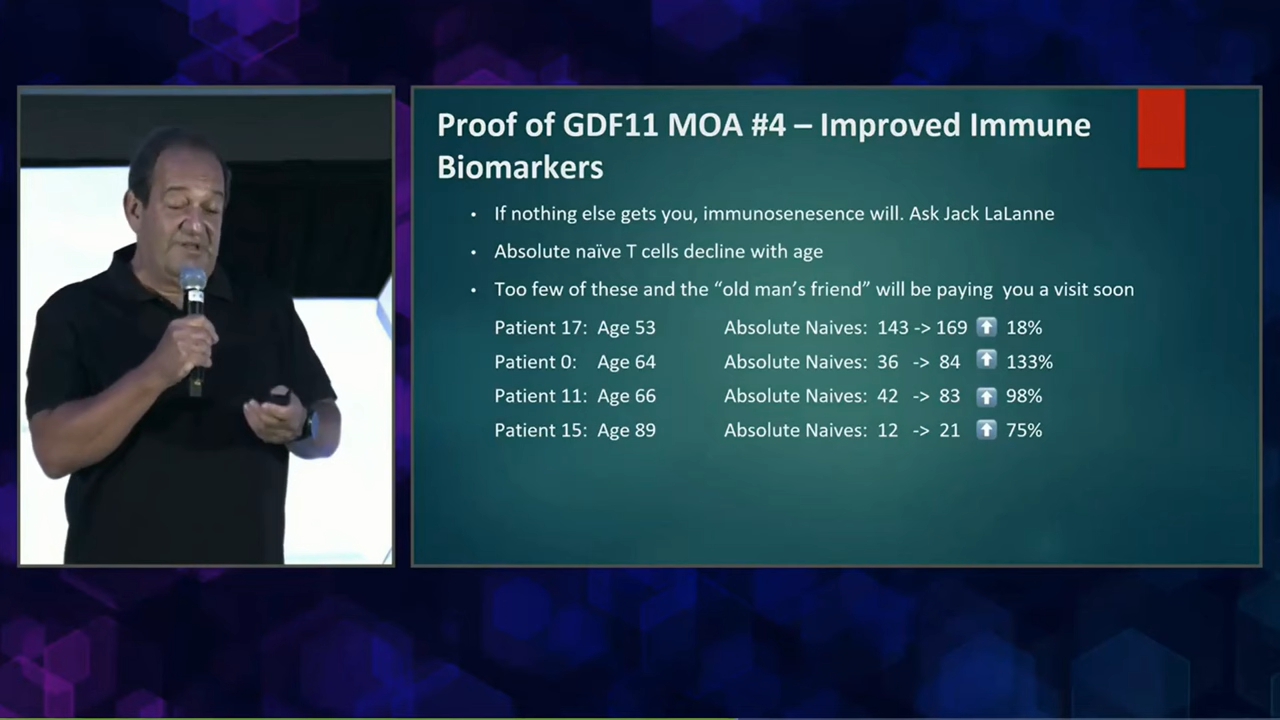 Proof of GDF11 MOA #4 – Improved Immune
Biomarkers
• If nothing else gets you, immunosenesence will. Ask Jack LaLanne
• Absolute naïve T cells decline with age
• Too few of these and the “old man’s friend” will be paying you a visit soon
Patient 17: Age 53 Absolute Naives: 143 -> 169 ⬆ 18%
Patient 0: Age 64 Absolute Naives: 36 -> 84 ⬆ 133%
Patient 11: Age 66 Absolute Naives: 42 -> 83 ⬆ 98%
Patient 15: Age 89 Absolute Naives: 12 -> 21 ⬆ 75%